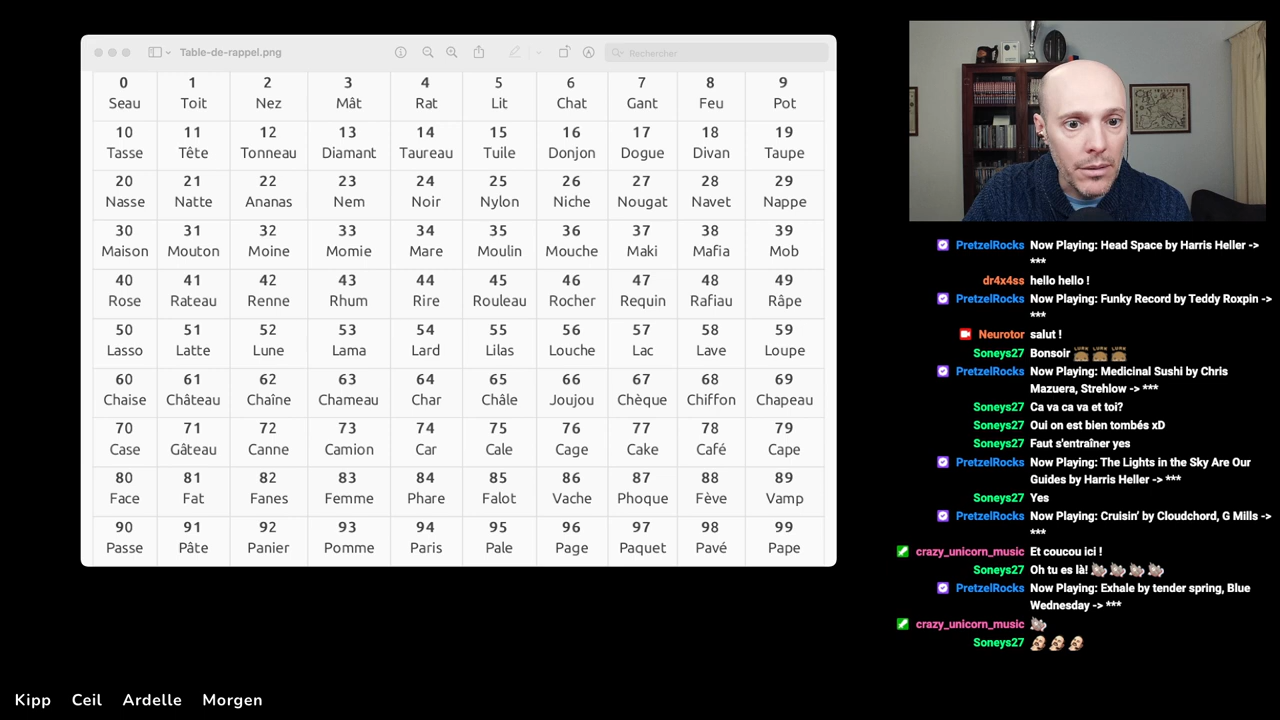 Table-de-rappel.png
Rechercher
0 1 2 3 4 5 6 7 8 9
Seau Toit Nez Mât Rat Lit Chat Gant Feu Pot
10 11 12 13 14 15 16 17 18 19
Tasse Tête Tonneau Diamant Taureau Tuile Donjon Dogue Divan Taupe
20 21 22 23 24 25 26 27 28 29
Nasse Natte Ananas Nem Noir Nylon Niche Nougat Navet Nappe
30 31 32 33 34 35 36 37 38 39
Maison Mouton Moine Momie Mare Moulin Mouche Maki Mafia Mob
40 41 42 43 44 45 46 47 48 49
Rose Rateau Renne Rhum Rire Rouleau Rocher Requin Rafiau Râpe
50 51 52 53 54 55 56 57 58 59
Lasso Latte Lune Lama Lard Lilas Louche Lac Lave Loupe
60 61 62 63 64 65 66 67 68 69
Chaise Château Chaîne Chameau Char Châle Joujou Chèque Chiffon Chapeau
70 71 72 73 74 75 76 77 78 79
Case Gâteau Canne Camion Car Cale Cage Cake Café Cape
80 81 82 83 84 85 86 87 88 89
Face Fat Fanes Femme Phare Falot Vache Phoque Fève Vamp
90 91 92 93 94 95 96 97 98 99
Passe Pâte Panier Pomme Paris Pale Page Paquet Pavé Pape
PretzelRocks Now Playing: Head Space by Harris Heller ->
***
dr4x4ss hello hello !
PretzelRocks Now Playing: Funky Record by Teddy Roxpin ->
***
Neurotor salut !
Soneys27 Bonsoir
PretzelRocks Now Playing: Medicinal Sushi by Chris
Mazuera, Strehlow -> ***
Soneys27 Ca va ca va et toi?
Soneys27 Oui on est bien tombés xD
Soneys27 Faut s'entraîner yes
PretzelRocks Now Playing: The Lights in the Sky Are Our
Guides by Harris Heller -> ***
Soneys27 Yes
PretzelRocks Now Playing: Cruisin' by Cloudchord, G Mills ->
***
crazy_unicorn_music Et coucou ici !
Soneys27 Oh tu es là!
PretzelRocks Now Playing: Exhale by tender spring, Blue
Wednesday -> ***
crazy_unicorn_music
Soneys27
Kipp Ceil Ardelle Morgen